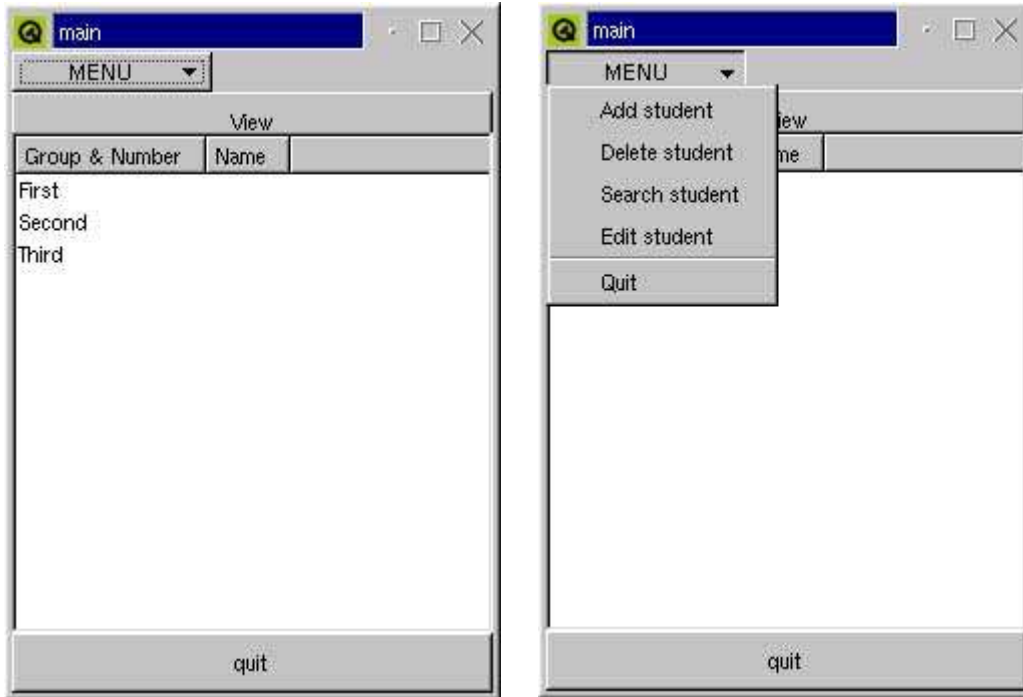 main
MENU
View
Group & Number Name
First
Second
Third
quit
main
MENU
Add student
iew
Delete student
me
Search student
Edit student
Quit
quit